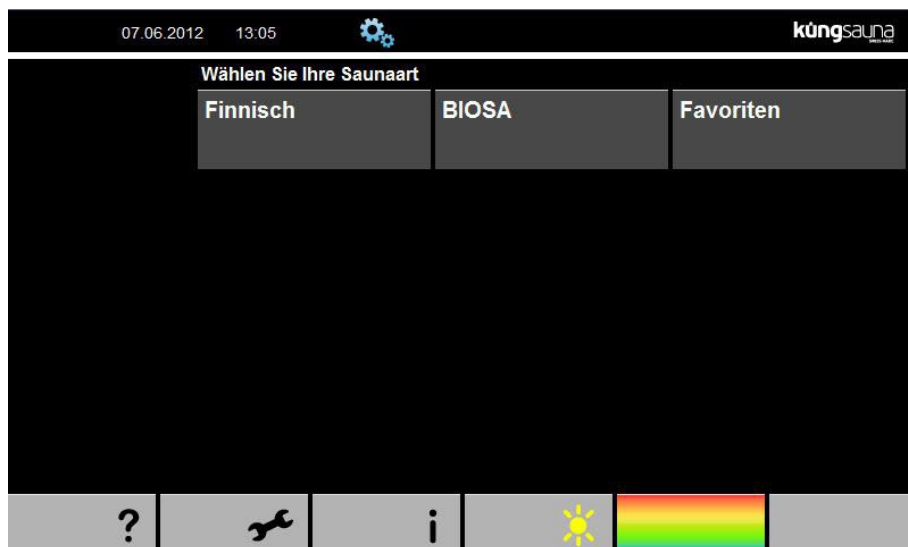 07.06.2012 13:05 küngsauna
Wählen Sie Ihre Saunaart
Finnisch BIOSA Favoriten
? i